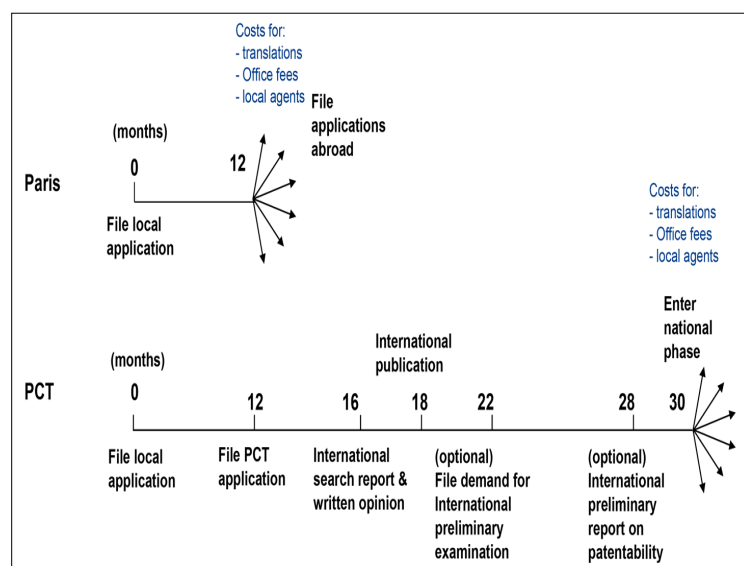 Costs for:
- translations
- Office fees
- local agents
File
applications
abroad
(months)
0
12
Paris
File local
application
Costs for:
- translations
- Office fees
- local agents
Enter
national
phase
International
publication
(months)
0
12
16
18
22
28
30
PCT
File local
application
File PCT
application
International
search report &
written opinion
(optional)
File demand for
International
preliminary
examination
(optional)
International
preliminary
report on
patentability